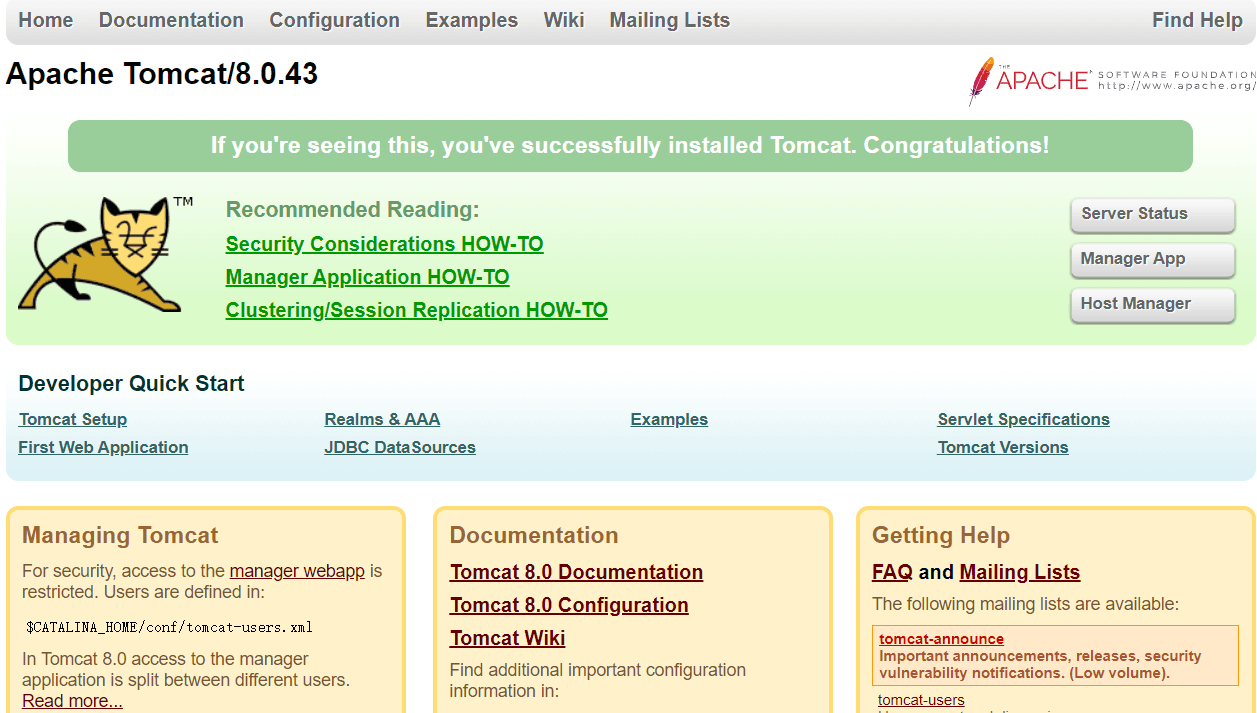 Home Documentation Configuration Examples Wiki Mailing Lists Find Help
Apache Tomcat/8.0.43
THE APACHE SOFTWARE FOUNDATION
http://www.apache.org/
If you're seeing this, you've successfully installed Tomcat. Congratulations!
TM
Recommended Reading:
Security Considerations HOW-TO
Manager Application HOW-TO
Clustering/Session Replication HOW-TO
Server Status
Manager App
Host Manager
Developer Quick Start
Tomcat Setup
First Web Application
Realms & AAA
JDBC DataSources
Examples
Servlet Specifications
Tomcat Versions
Managing Tomcat
For security, access to the manager webapp is
restricted. Users are defined in:
$CATALINA_HOME/conf/tomcat-users.xml
In Tomcat 8.0 access to the manager
application is split between different users.
Read more...
Documentation
Tomcat 8.0 Documentation
Tomcat 8.0 Configuration
Tomcat Wiki
Find additional important configuration
information in:
Getting Help
FAQ and Mailing Lists
The following mailing lists are available:
tomcat-announce
Important announcements, releases, security
vulnerability notifications. (Low volume).
tomcat-users